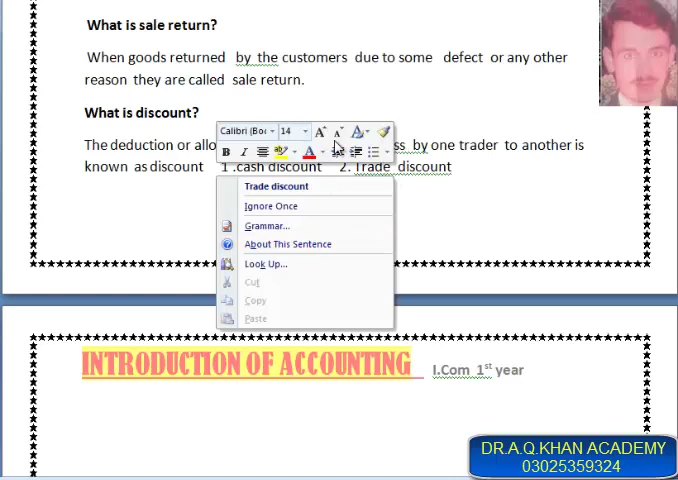 What is sale return?
When goods returned by the customers due to some defect or any other
reason they are called sale return.
What is discount?
Calibri (Bo 14 A A A
The deduction or allo ss by one trader to another is
B I A
known as discount 1 .cash discount 2. Trade discount
Trade discount
Ignore Once
Grammar...
About This Sentence
Look Up...
Cut
Copy
Paste
INTRODUCTION OF ACCOUNTING I.Com 1st year
DR.A.Q.KHAN ACADEMY
03025359324